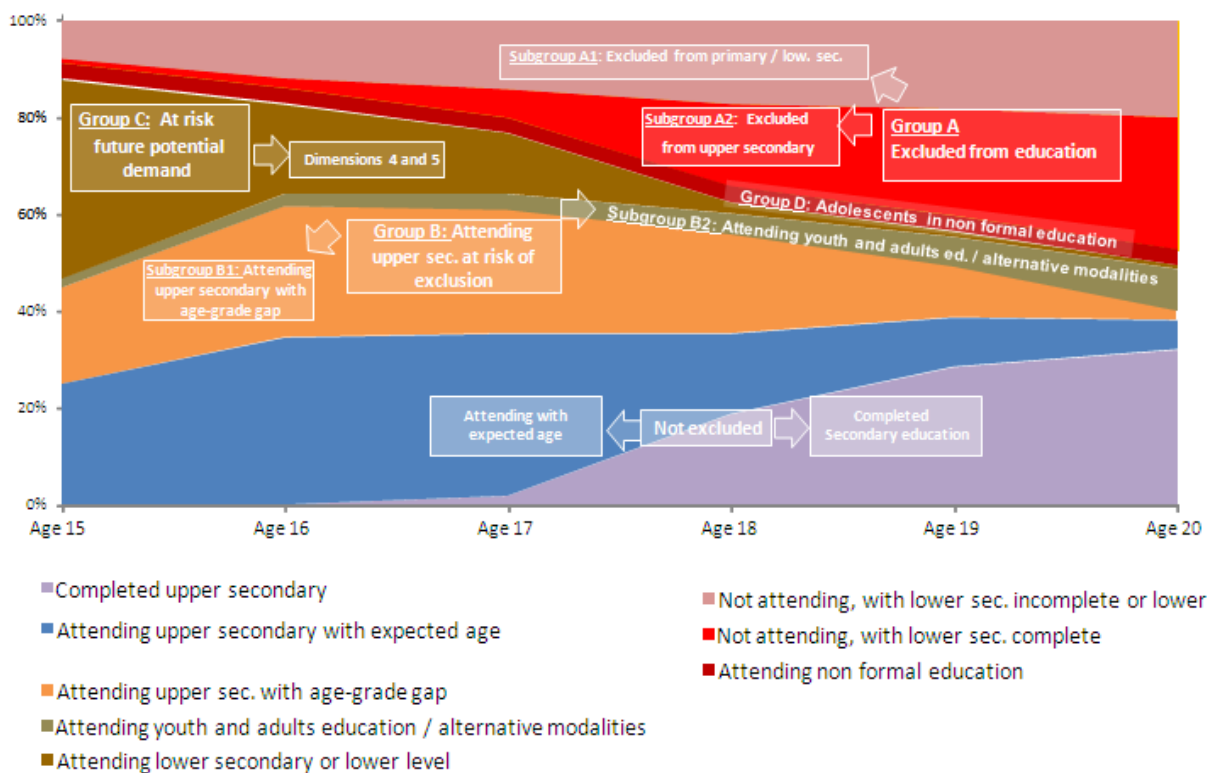 100%
80%
60%
40%
20%
0%
Subgroup A1: Excluded from primary / low. sec.
Group C: At risk
future potential
demand
Dimensions 4 and 5
Subgroup A2: Excluded
from upper secondary
Group A
Excluded from education
Group D: Adolescents in non formal education
Subgroup B2: Attending youth and adults ed. / alternative modalities
Group B: Attending
upper sec. at risk of
exclusion
Subgroup B1: Attending
upper secondary with
age-grade gap
Attending with
expected age
Not excluded
Completed
Secondary education
Age 15
Age 16
Age 17
Age 18
Age 19
Age 20
Completed upper secondary
Attending upper secondary with expected age
Attending upper sec. with age-grade gap
Attending youth and adults education / alternative modalities
Attending lower secondary or lower level
Not attending, with lower sec. incomplete or lower
Not attending, with lower sec. complete
Attending non formal education